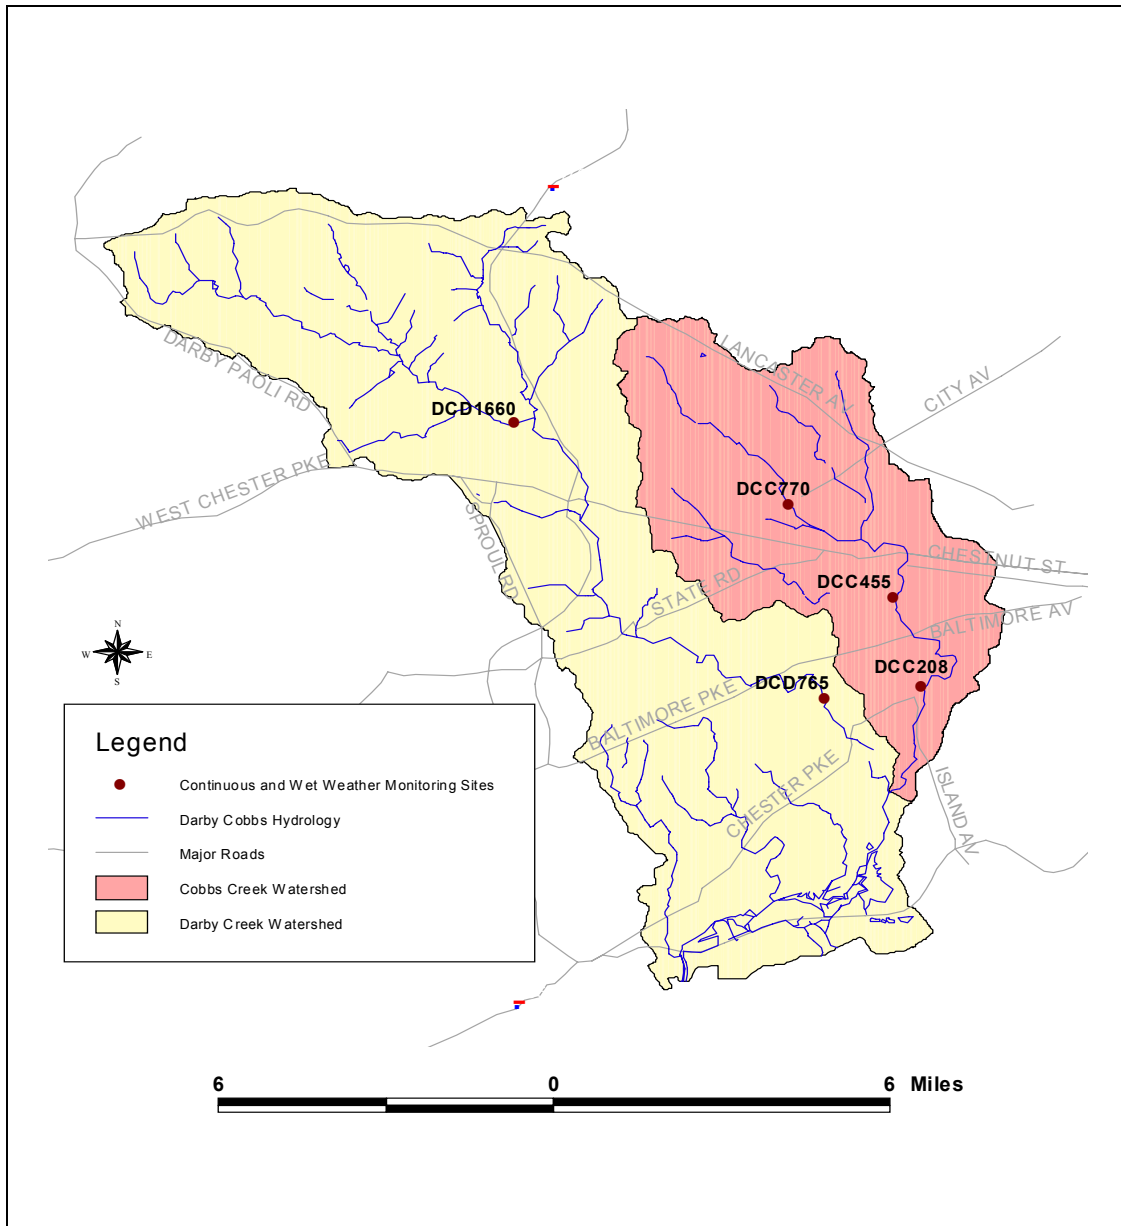 LANCASTER AV
CITY AV
DARBY PAOLI RD
DCD1660
WEST CHESTER PKE
DCC770
SPROUL RD
CHESTNUT ST
DCC455
STATE RD
BALTIMORE AV
N
W E
S
DCC208
DCD765
BALTIMORE PKE
CHESTER PKE
ISLAND AV
Legend
Continuous and Wet Weather Monitoring Sites
Darby Cobbs Hydrology
Major Roads
Cobbs Creek Watershed
Darby Creek Watershed
6 0 6 Miles